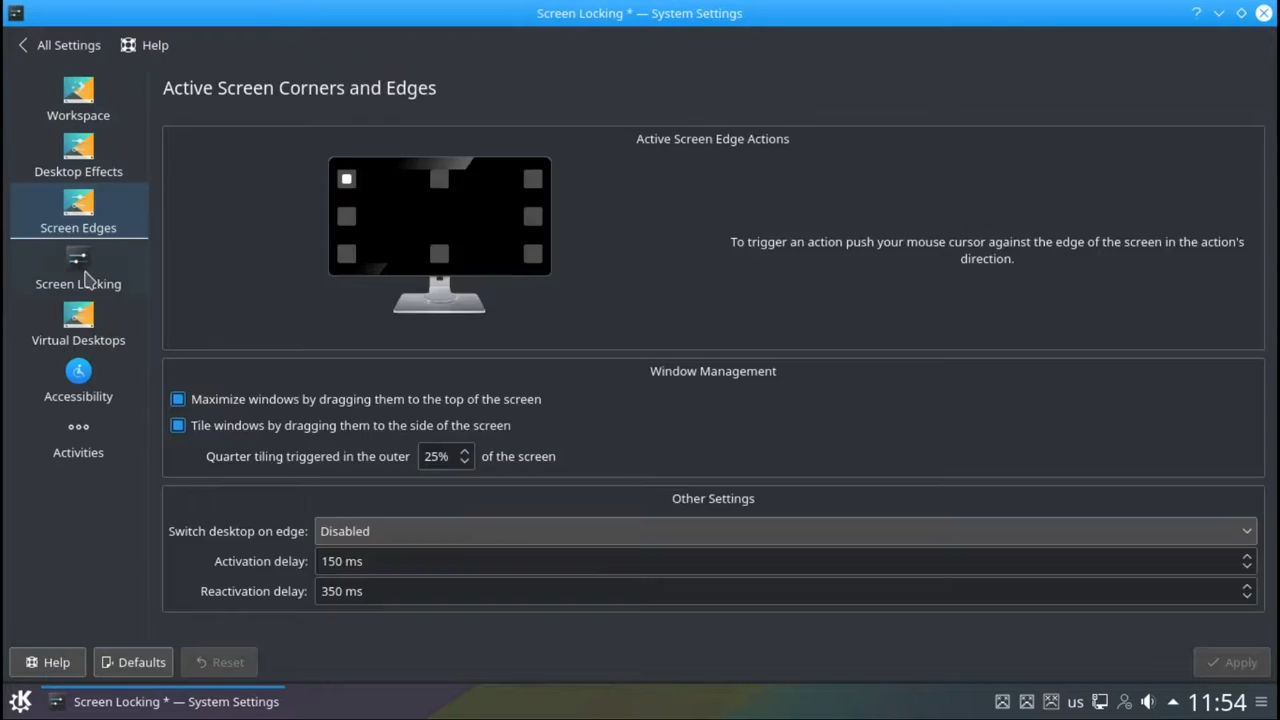 Screen Locking * — System Settings
All Settings
Help
Workspace
Desktop Effects
Screen Edges
Screen Locking
Virtual Desktops
Accessibility
Activities
Active Screen Corners and Edges
Active Screen Edge Actions
To trigger an action push your mouse cursor against the edge of the screen in the action's
direction.
Window Management
Maximize windows by dragging them to the top of the screen
Tile windows by dragging them to the side of the screen
Quarter tiling triggered in the outer 25% of the screen
Other Settings
Switch desktop on edge: Disabled
Activation delay: 150 ms
Reactivation delay: 350 ms
Help
Defaults
Reset
Apply
Screen Locking * — System Settings
us
11:54